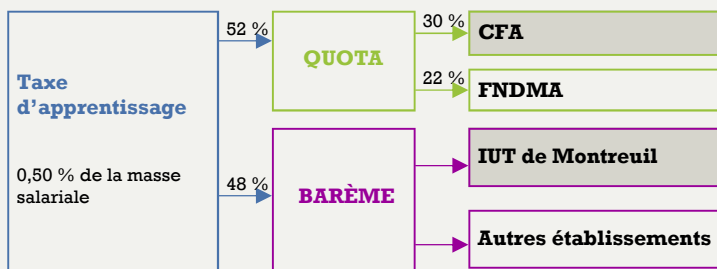 Taxe
d'apprentissage
0,50 % de la masse
salariale
52 %
QUOTA
30 %
CFA
22 %
FNDMA
48 %
BARÈME
IUT de Montreuil
Autres établissements